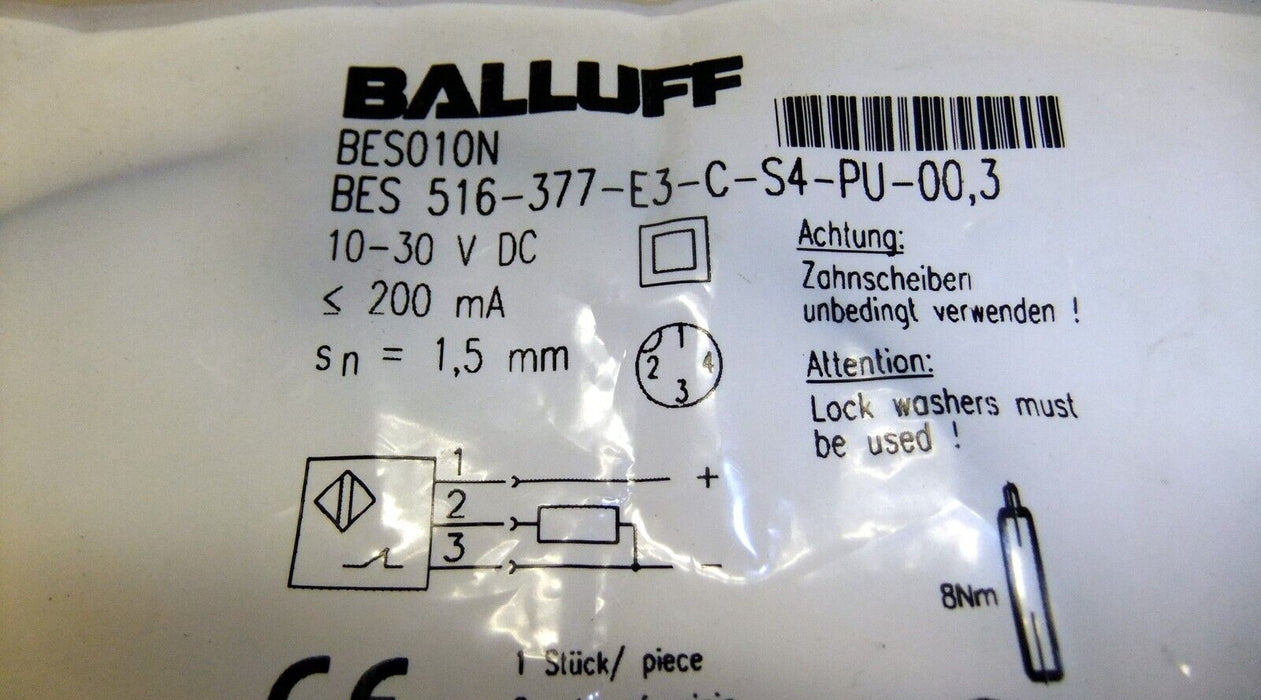 BALLUFF
BES010N
BES 516-377-E3-C-S4-PU-00,3
10-30 V DC
≤ 200 mA
sn = 1,5 mm
1
2
4
3
Achtung:
Zahnscheiben
unbedingt verwenden !
Attention:
Lock washers must
be used !
1
+
2
3
-
8Nm
CE
1 Stück/ piece